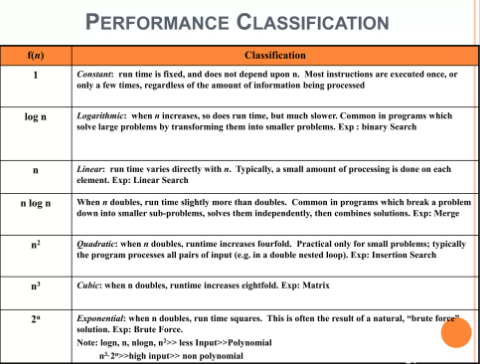 PERFORMANCE CLASSIFICATION
f(n) Classification
1 Constant: run time is fixed, and does not depend upon n. Most instructions are executed once, or
only a few times, regardless of the amount of information being processed
log n Logarithmic: when n increases, so does run time, but much slower. Common in programs which
solve large problems by transforming them into smaller problems. Exp : binary Search
n Linear: run time varies directly with n. Typically, a small amount of processing is done on each
element. Exp: Linear Search
n log n When n doubles, run time slightly more than doubles. Common in programs which break a problem
down into smaller sub-problems, solves them independently, then combines solutions. Exp: Merge
n² Quadratic: when n doubles, runtime increases fourfold. Practical only for small problems; typically
the program processes all pairs of input (e.g. in a double nested loop). Exp: Insertion Search
n³ Cubic: when n doubles, runtime increases eightfold. Exp: Matrix
2ⁿ Exponential: when n doubles, run time squares. This is often the result of a natural, “brute force”
solution. Exp: Brute Force.
Note: logn, n, nlogn, n²>> less Input>>Polynomial
n³, 2ⁿ>>high input>> non polynomial